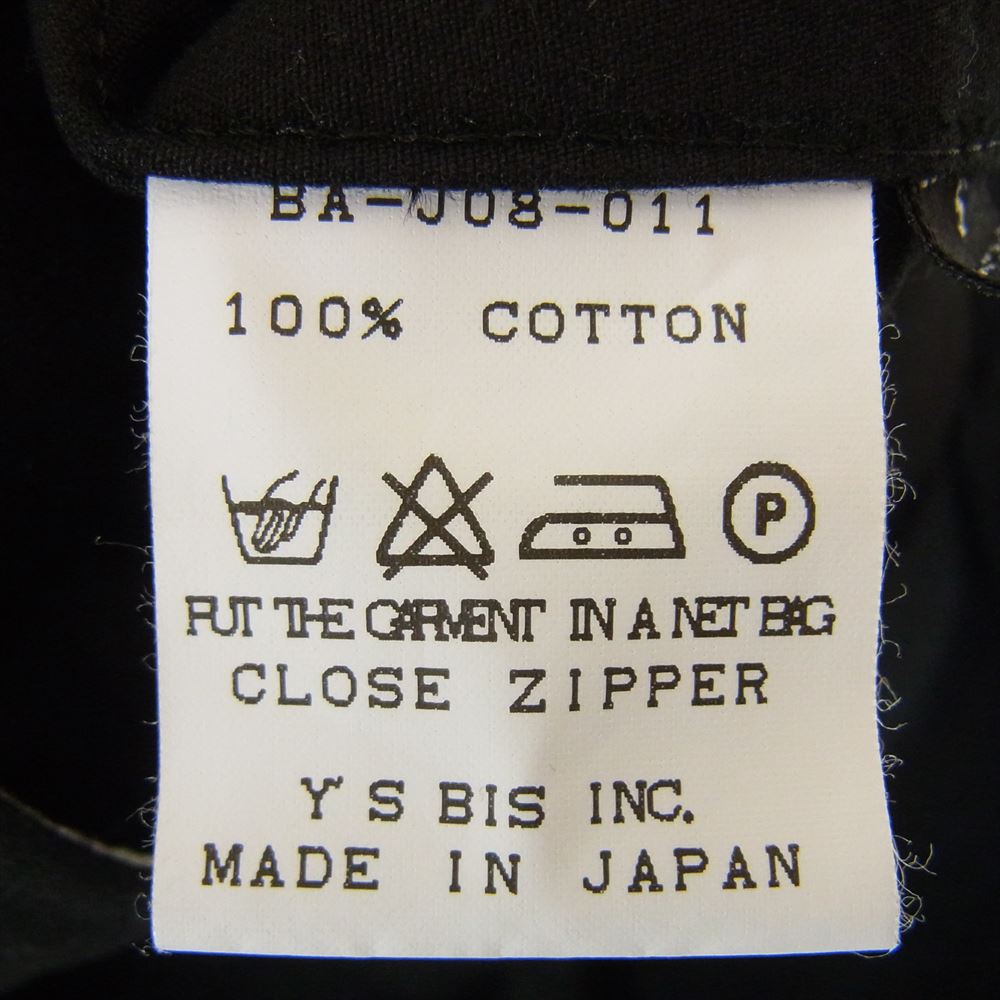 BA-J08-011
100% COTTON
P
PUT THE GARMENT IN A NET BAG
CLOSE ZIPPER
Y'S BIS INC.
MADE IN JAPAN